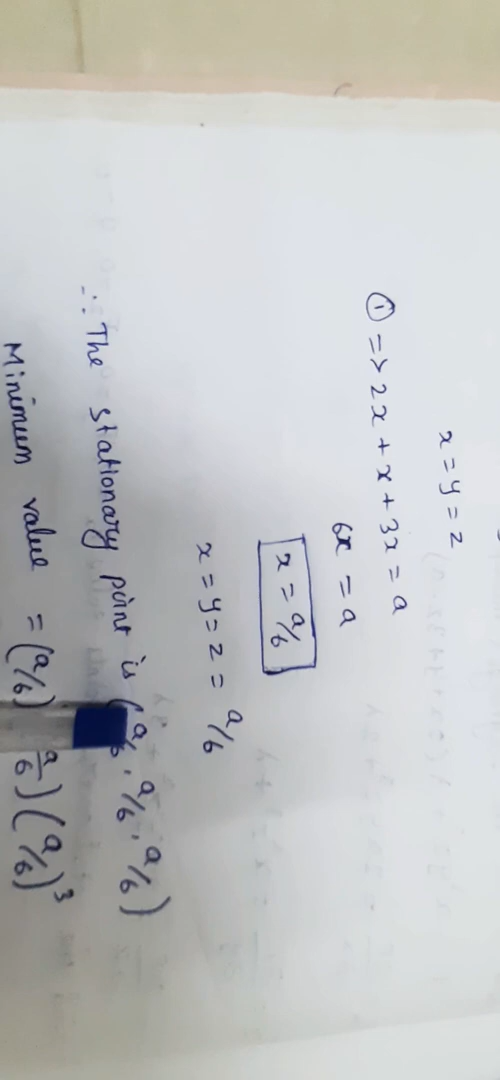 x = y = z
① => 2x + x + 3x = a
6x = a
x = a/6
x = y = z = a/6
∴ The stationary point is (a/6, a/6, a/6)
Minimum value = (a/6) a/6) (a/6)³